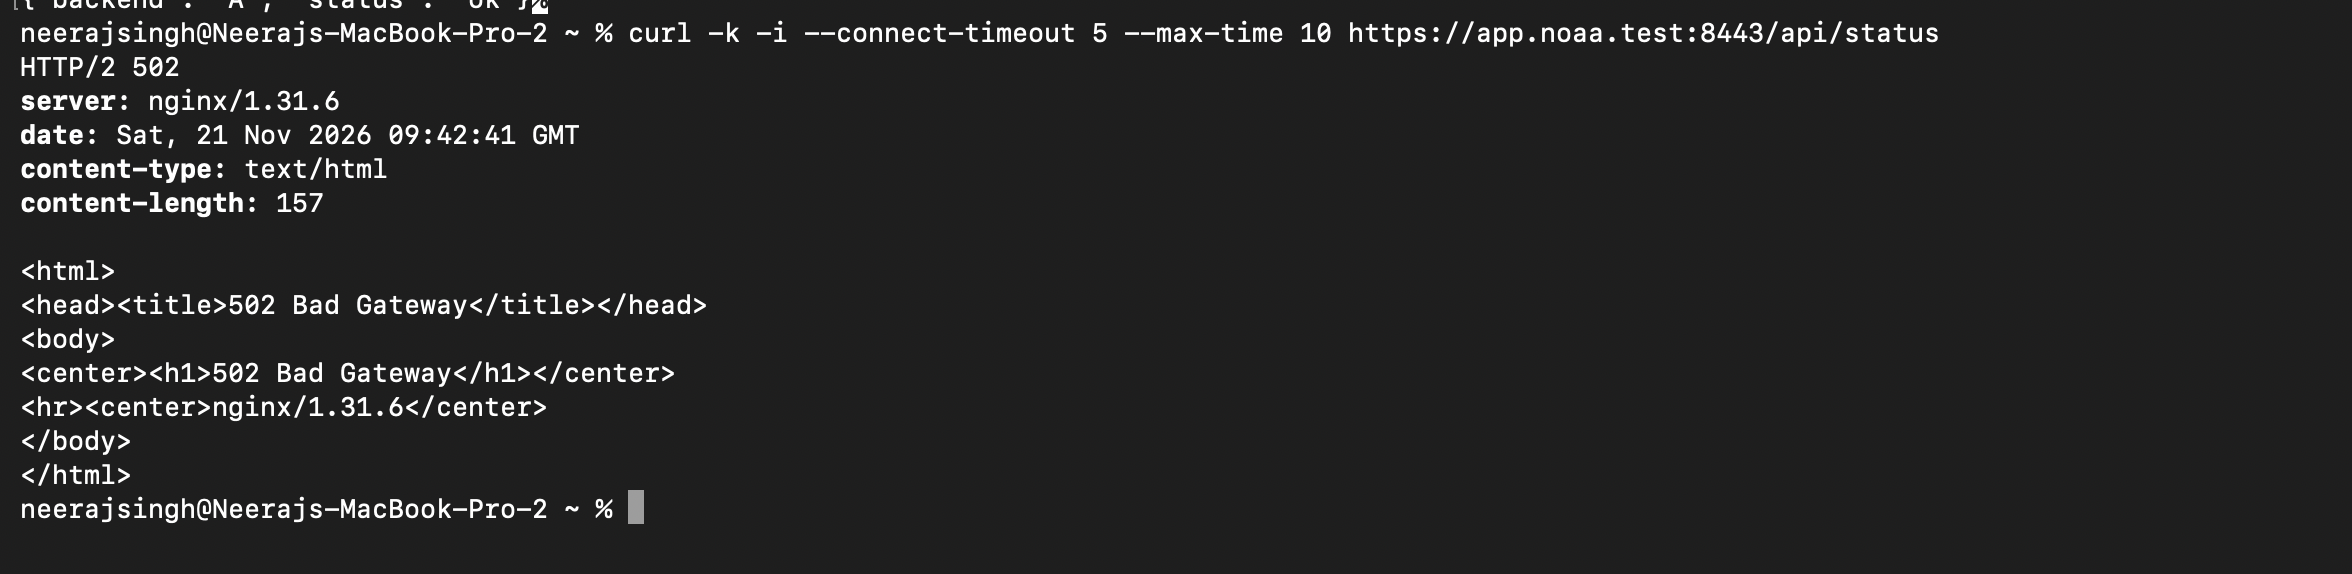 [{"backend": "A", "status": "ok"}%
neerajsingh@Neerajs-MacBook-Pro-2 ~ % curl -k -i --connect-timeout 5 --max-time 10 https://app.noaa.test:8443/api/status
HTTP/2 502
server: nginx/1.31.6
date: Sat, 21 Nov 2026 09:42:41 GMT
content-type: text/html
content-length: 157

<html>
<head><title>502 Bad Gateway</title></head>
<body>
<center><h1>502 Bad Gateway</h1></center>
<hr><center>nginx/1.31.6</center>
</body>
</html>
neerajsingh@Neerajs-MacBook-Pro-2 ~ %